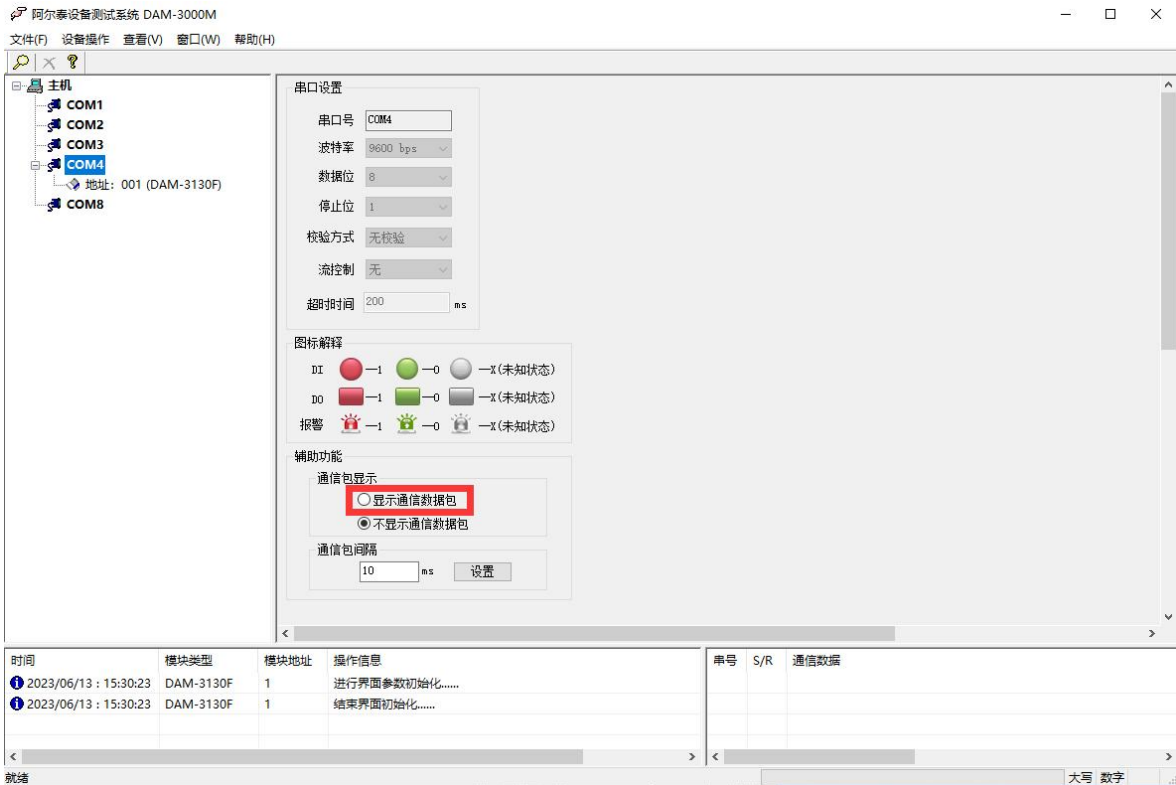 阿尔泰设备测试系统 DAM-3000M
文件(F) 设备操作 查看(V) 窗口(W) 帮助(H)
主机
COM1
COM2
COM3
COM4
地址：001 (DAM-3130F)
COM8
串口设置
串口号 COM4
波特率 9600 bps
数据位 8
停止位 1
校验方式 无校验
流控制 无
超时时间 200 ms
图标解释
DI —1 —0 —X(未知状态)
DO —1 —0 —X(未知状态)
报警 —1 —0 —X(未知状态)
辅助功能
通信包显示
显示通信数据包
不显示通信数据包
通信包间隔
10 ms 设置
时间 模块类型 模块地址 操作信息
2023/06/13 : 15:30:23 DAM-3130F 1 进行界面参数初始化......
2023/06/13 : 15:30:23 DAM-3130F 1 结束界面初始化......
串号 S/R 通信数据
就绪
大写 数字